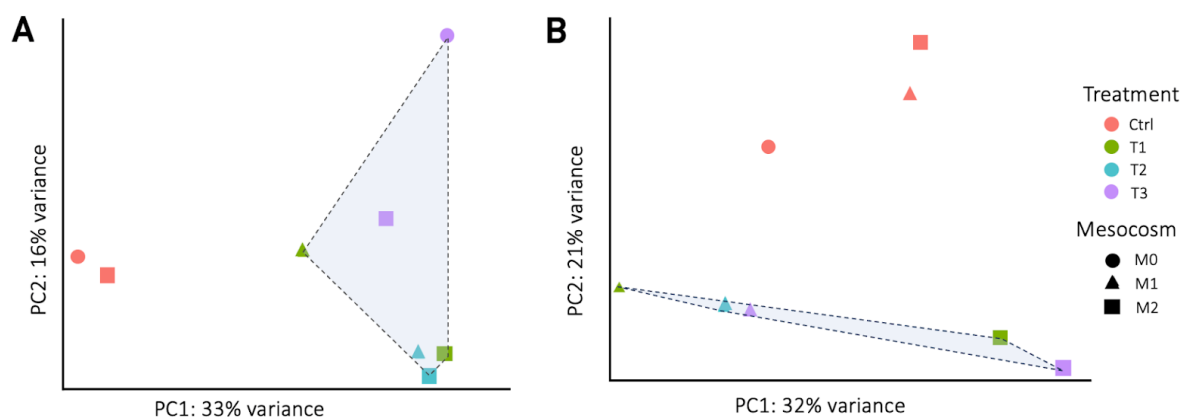 A
PC2: 16% variance
PC1: 33% variance
B
PC2: 21% variance
PC1: 32% variance
Treatment
Ctrl
T1
T2
T3
Mesocosm
M0
M1
M2